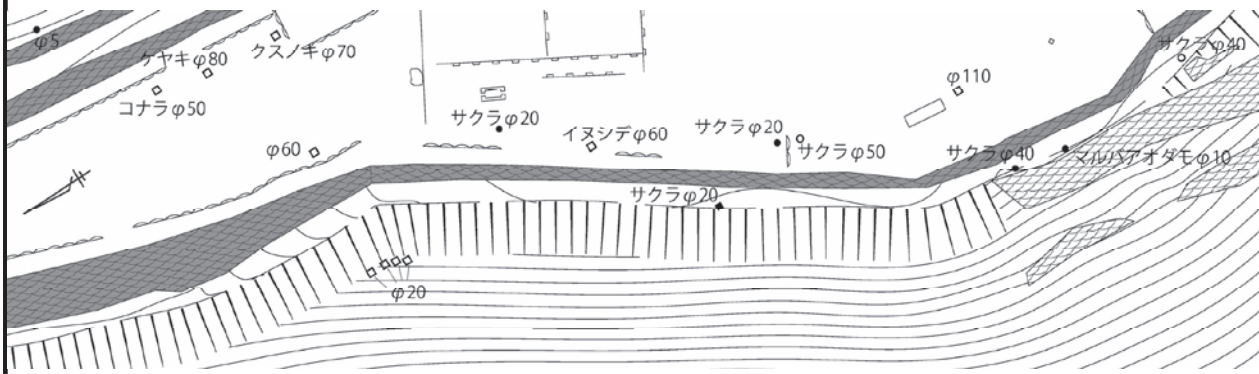 φ5
クスノキφ70
ケヤキφ80
コナラφ50
サクラφ40
φ110
サクラφ20
イヌシデφ60
サクラφ20
サクラφ50
φ60
サクラφ40
マルバアオダモφ10
サクラφ20
φ20